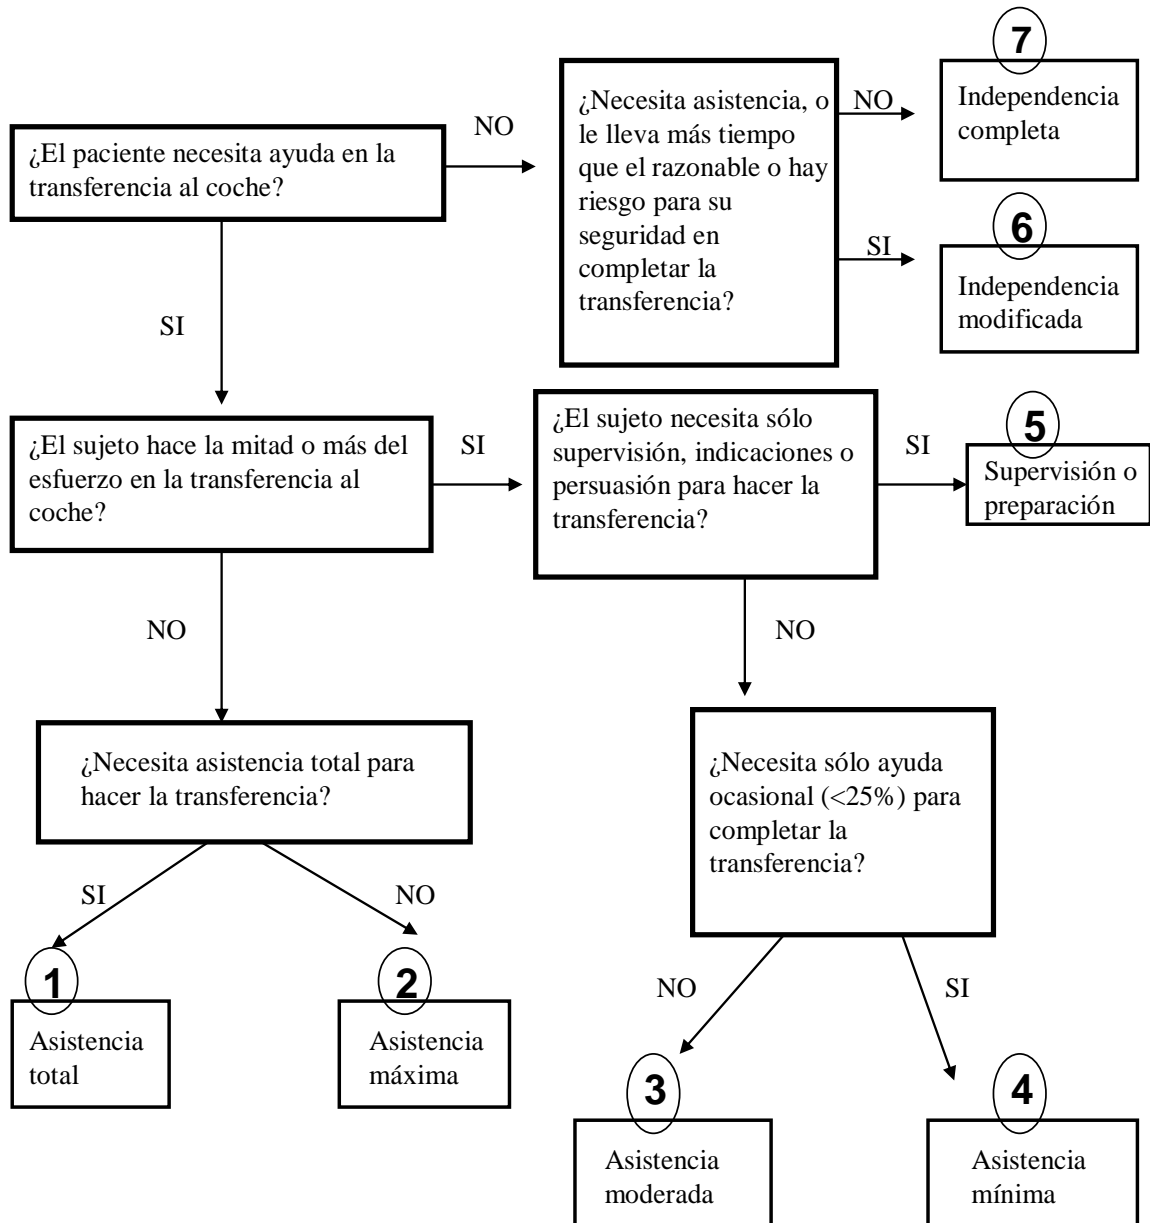 7
¿Necesita asistencia, o
le lleva más tiempo
que el razonable o hay
riesgo para su
seguridad en
completar la
transferencia?
NO
Independencia
completa
¿El paciente necesita ayuda en la
transferencia al coche?
NO
6
SI
Independencia
modificada
SI
¿El sujeto hace la mitad o más del
esfuerzo en la transferencia al
coche?
SI
¿El sujeto necesita sólo
supervisión, indicaciones o
persuasión para hacer la
transferencia?
SI
5
Supervisión o
preparación
NO
NO
¿Necesita asistencia total para
hacer la transferencia?
¿Necesita sólo ayuda
ocasional (<25%) para
completar la
transferencia?
SI
NO
1
Asistencia
total
2
Asistencia
máxima
NO
SI
3
Asistencia
moderada
4
Asistencia
mínima